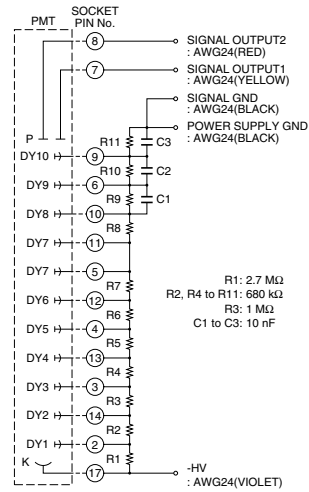 PMT
SOCKET
PIN No.
8
SIGNAL OUTPUT2
: AWG24(RED)
7
SIGNAL OUTPUT1
: AWG24(YELLOW)
SIGNAL GND
: AWG24(BLACK)
POWER SUPPLY GND
: AWG24(BLACK)
P
R11
C3
DY10
9
R10
C2
DY9
6
R9
C1
DY8
10
R8
DY7
11
DY7
5
R7
DY6
12
R6
DY5
4
R5
DY4
13
R4
DY3
3
R3
DY2
14
R2
DY1
2
R1
K
17
R1: 2.7 MΩ
R2, R4 to R11: 680 kΩ
R3: 1 MΩ
C1 to C3: 10 nF
-HV
: AWG24(VIOLET)